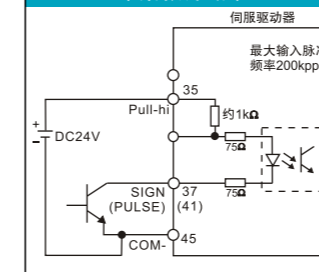 伺服驱动器
最大输入脉
频率200kpp
35
Pull-hi
约1kΩ
+
-
DC24V
75Ω
SIGN
37
(PULSE)
(41)
75Ω
COM-
45